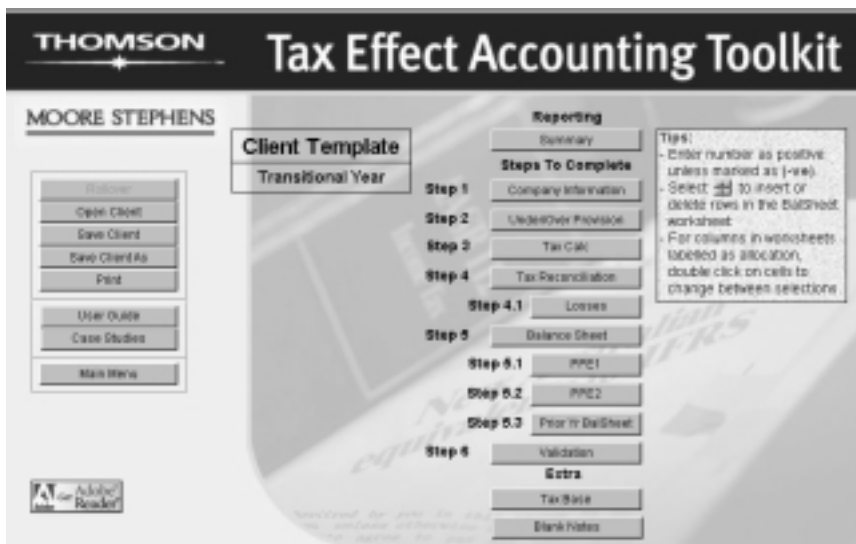 THOMSON
Tax Effect Accounting Toolkit
MOORE STEPHENS
Rollover
Open Client
Save Client
Save Client As
Print
User Guide
Case Studies
Main Menu
Get Adobe Reader
Adobe
Client Template
Transitional Year
Reporting
Summary
Steps To Complete
Step 1 Company Information
Step 2 Under/Over Provision
Step 3 Tax Calc
Step 4 Tax Reconciliation
Step 4.1 Losses
Step 5 Balance Sheet
Step 5.1 PPE1
Step 5.2 PPE2
Step 5.3 Prior Yr BalSheet
Step 6 Validation
Extra
Tax Base
Blank Notes
Tips:
- Enter number as positive
unless marked as (-ve).
- Select to insert or
delete rows in the BalSheet
worksheet
- For columns in worksheets
labelled as allocation,
double click on cells to
change between selections
equivalent IFRS